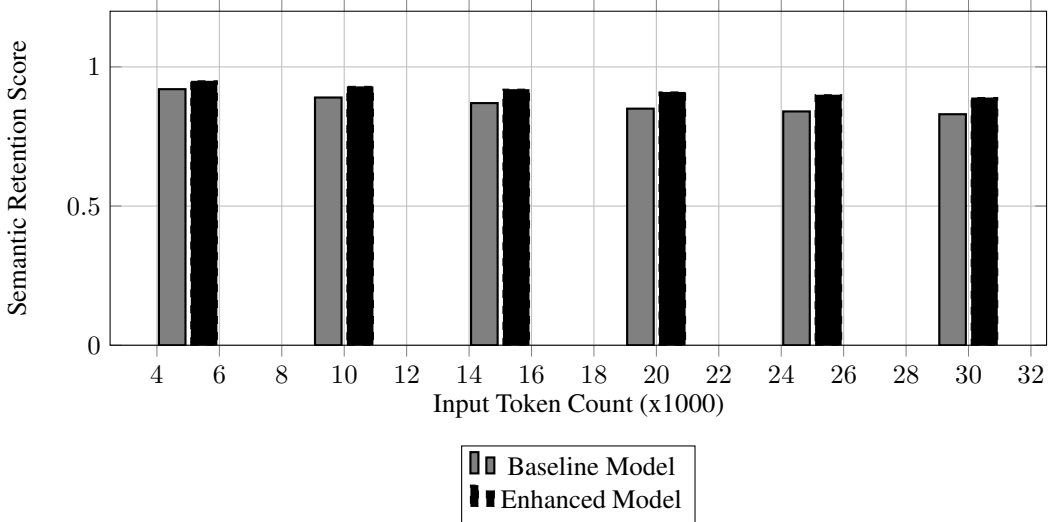 Semantic Retention Score
1
0.5
0
4 6 8 10 12 14 16 18 20 22 24 26 28 30 32
Input Token Count (x1000)
Baseline Model
Enhanced Model